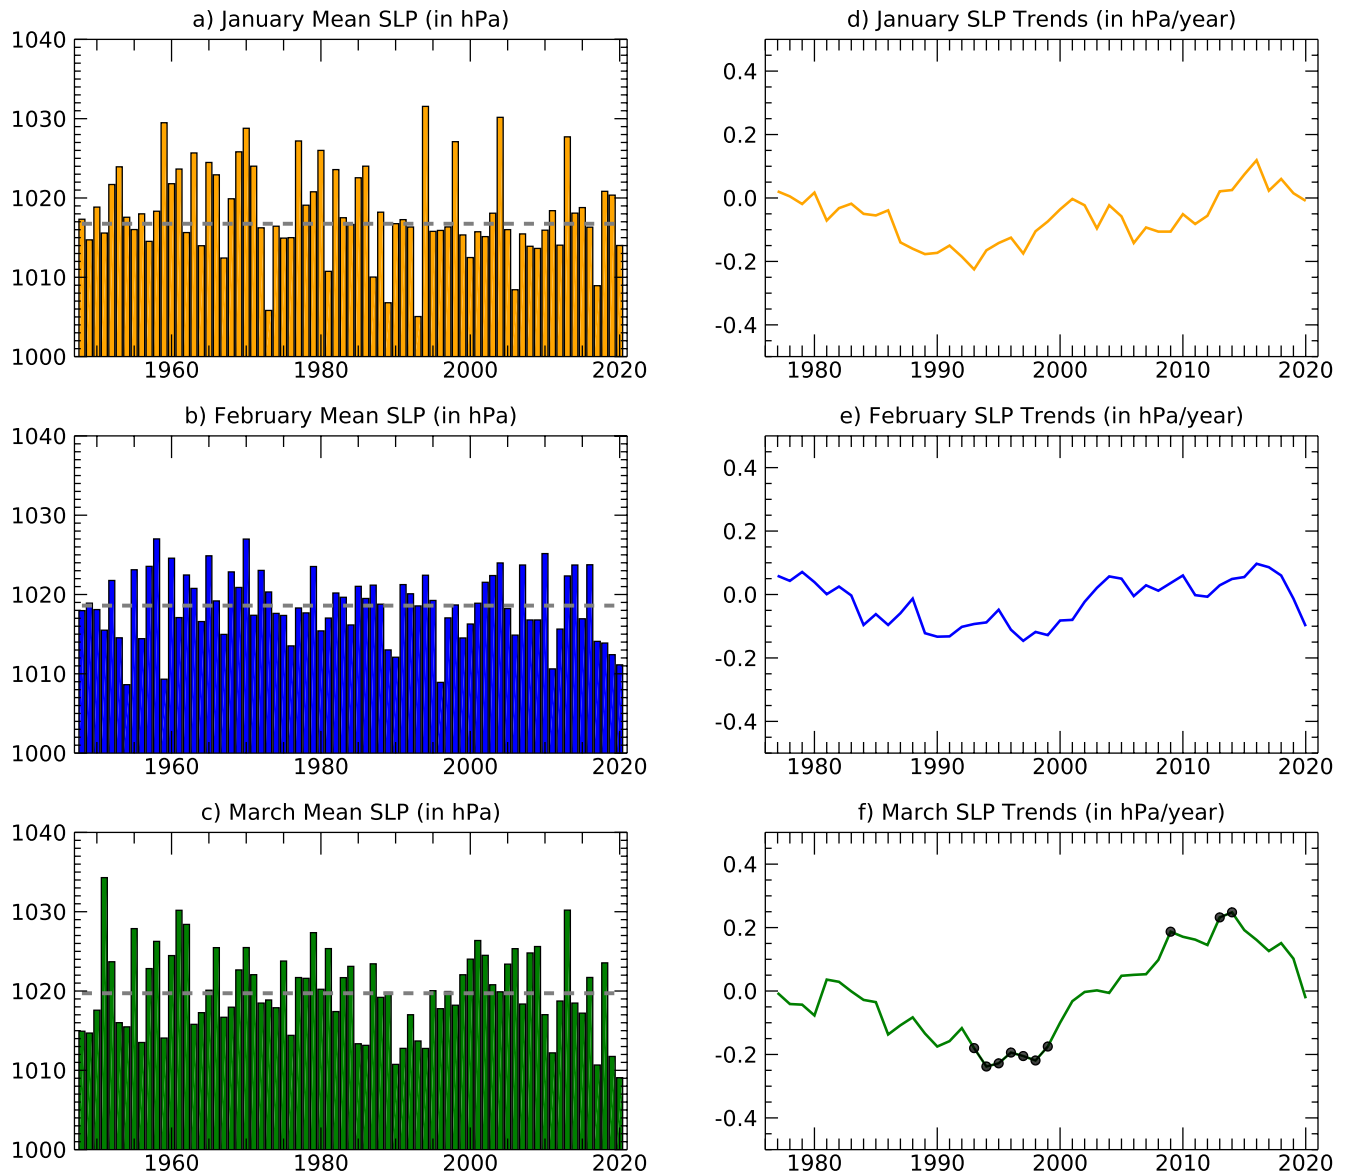 a) January Mean SLP (in hPa)
1040
1030
1020
1010
1000
1960 1980 2000 2020
d) January SLP Trends (in hPa/year)
0.4
0.2
0.0
-0.2
-0.4
1980 1990 2000 2010 2020
b) February Mean SLP (in hPa)
1040
1030
1020
1010
1000
1960 1980 2000 2020
e) February SLP Trends (in hPa/year)
0.4
0.2
0.0
-0.2
-0.4
1980 1990 2000 2010 2020
c) March Mean SLP (in hPa)
1040
1030
1020
1010
1000
1960 1980 2000 2020
f) March SLP Trends (in hPa/year)
0.4
0.2
0.0
-0.2
-0.4
1980 1990 2000 2010 2020